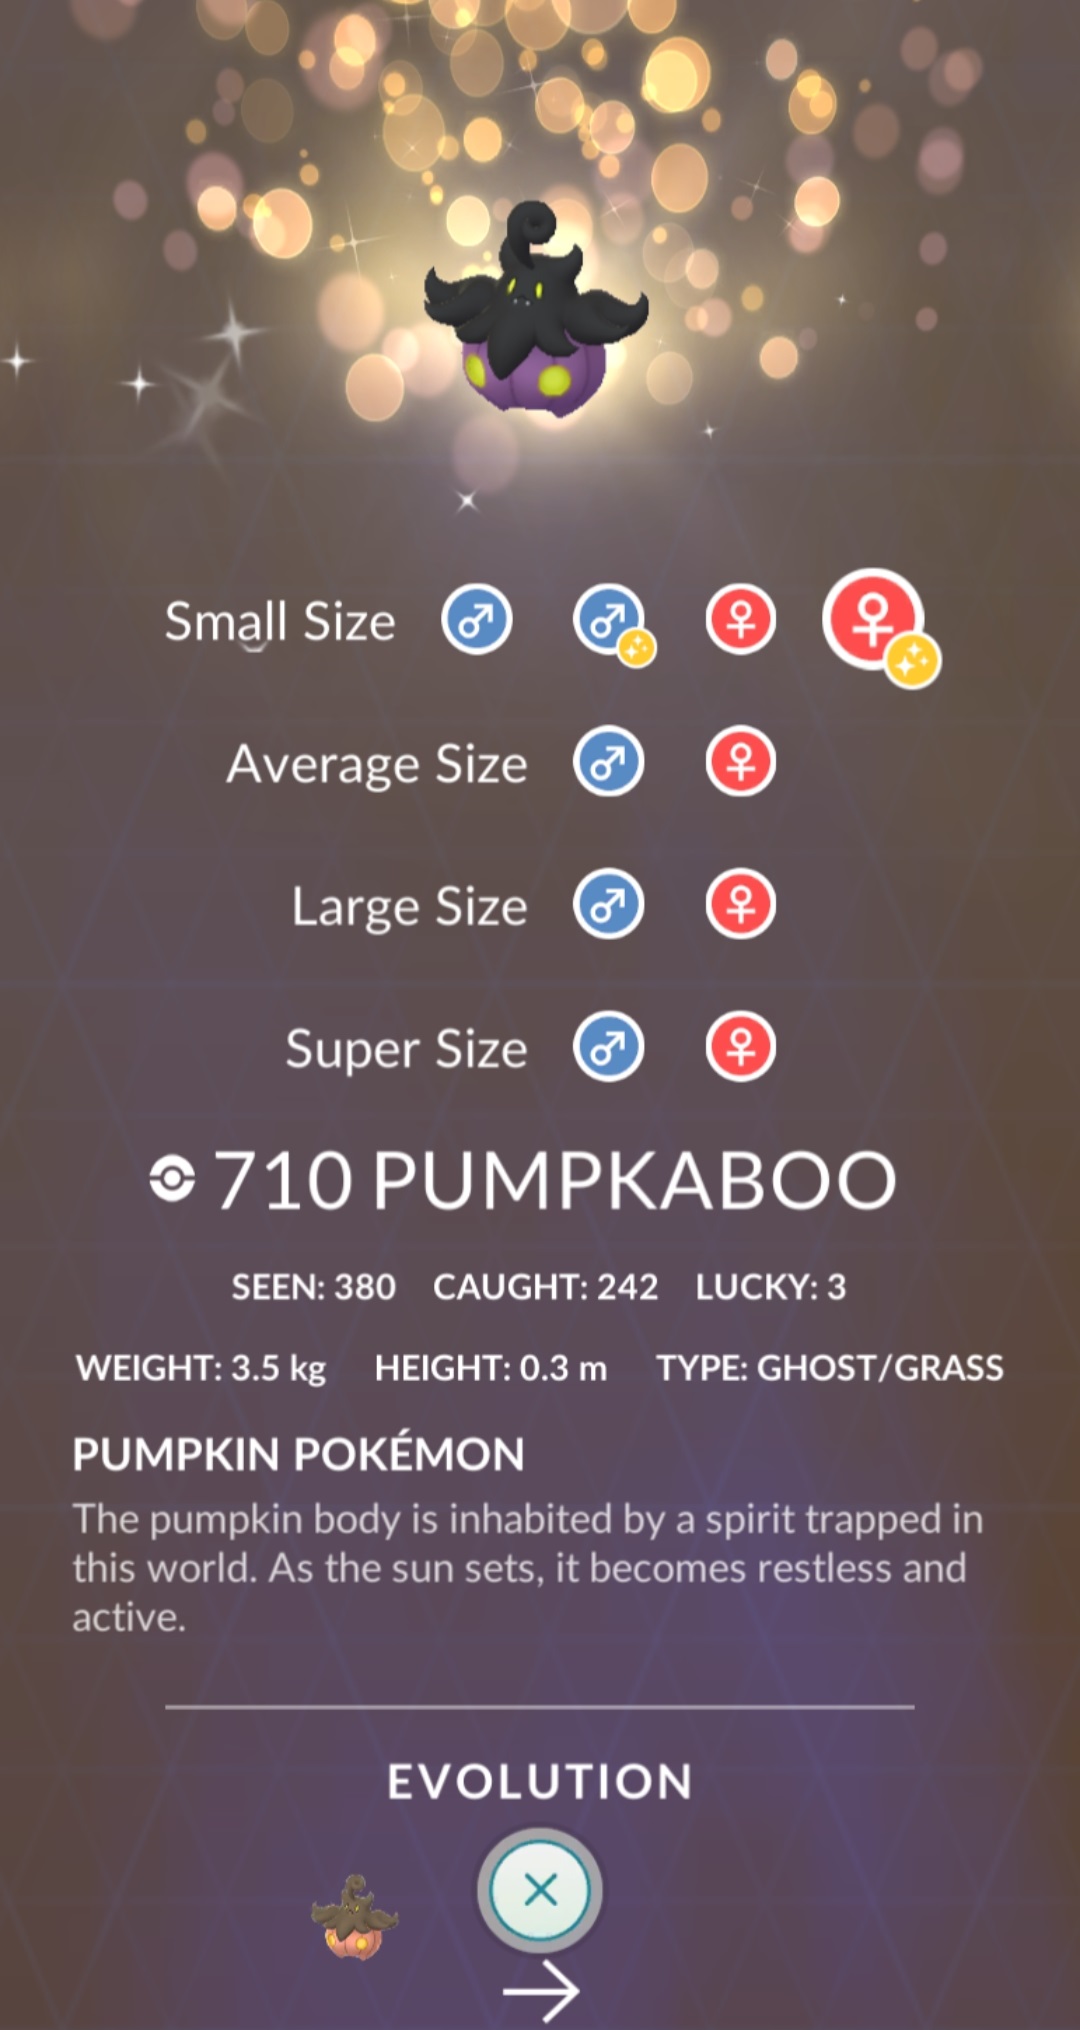 Small Size
Average Size
Large Size
Super Size
710 PUMPKABOO
SEEN: 380 CAUGHT: 242 LUCKY: 3
WEIGHT: 3.5 kg HEIGHT: 0.3 m TYPE: GHOST/GRASS
PUMPKIN POKÉMON
The pumpkin body is inhabited by a spirit trapped in
this world. As the sun sets, it becomes restless and
active.
EVOLUTION